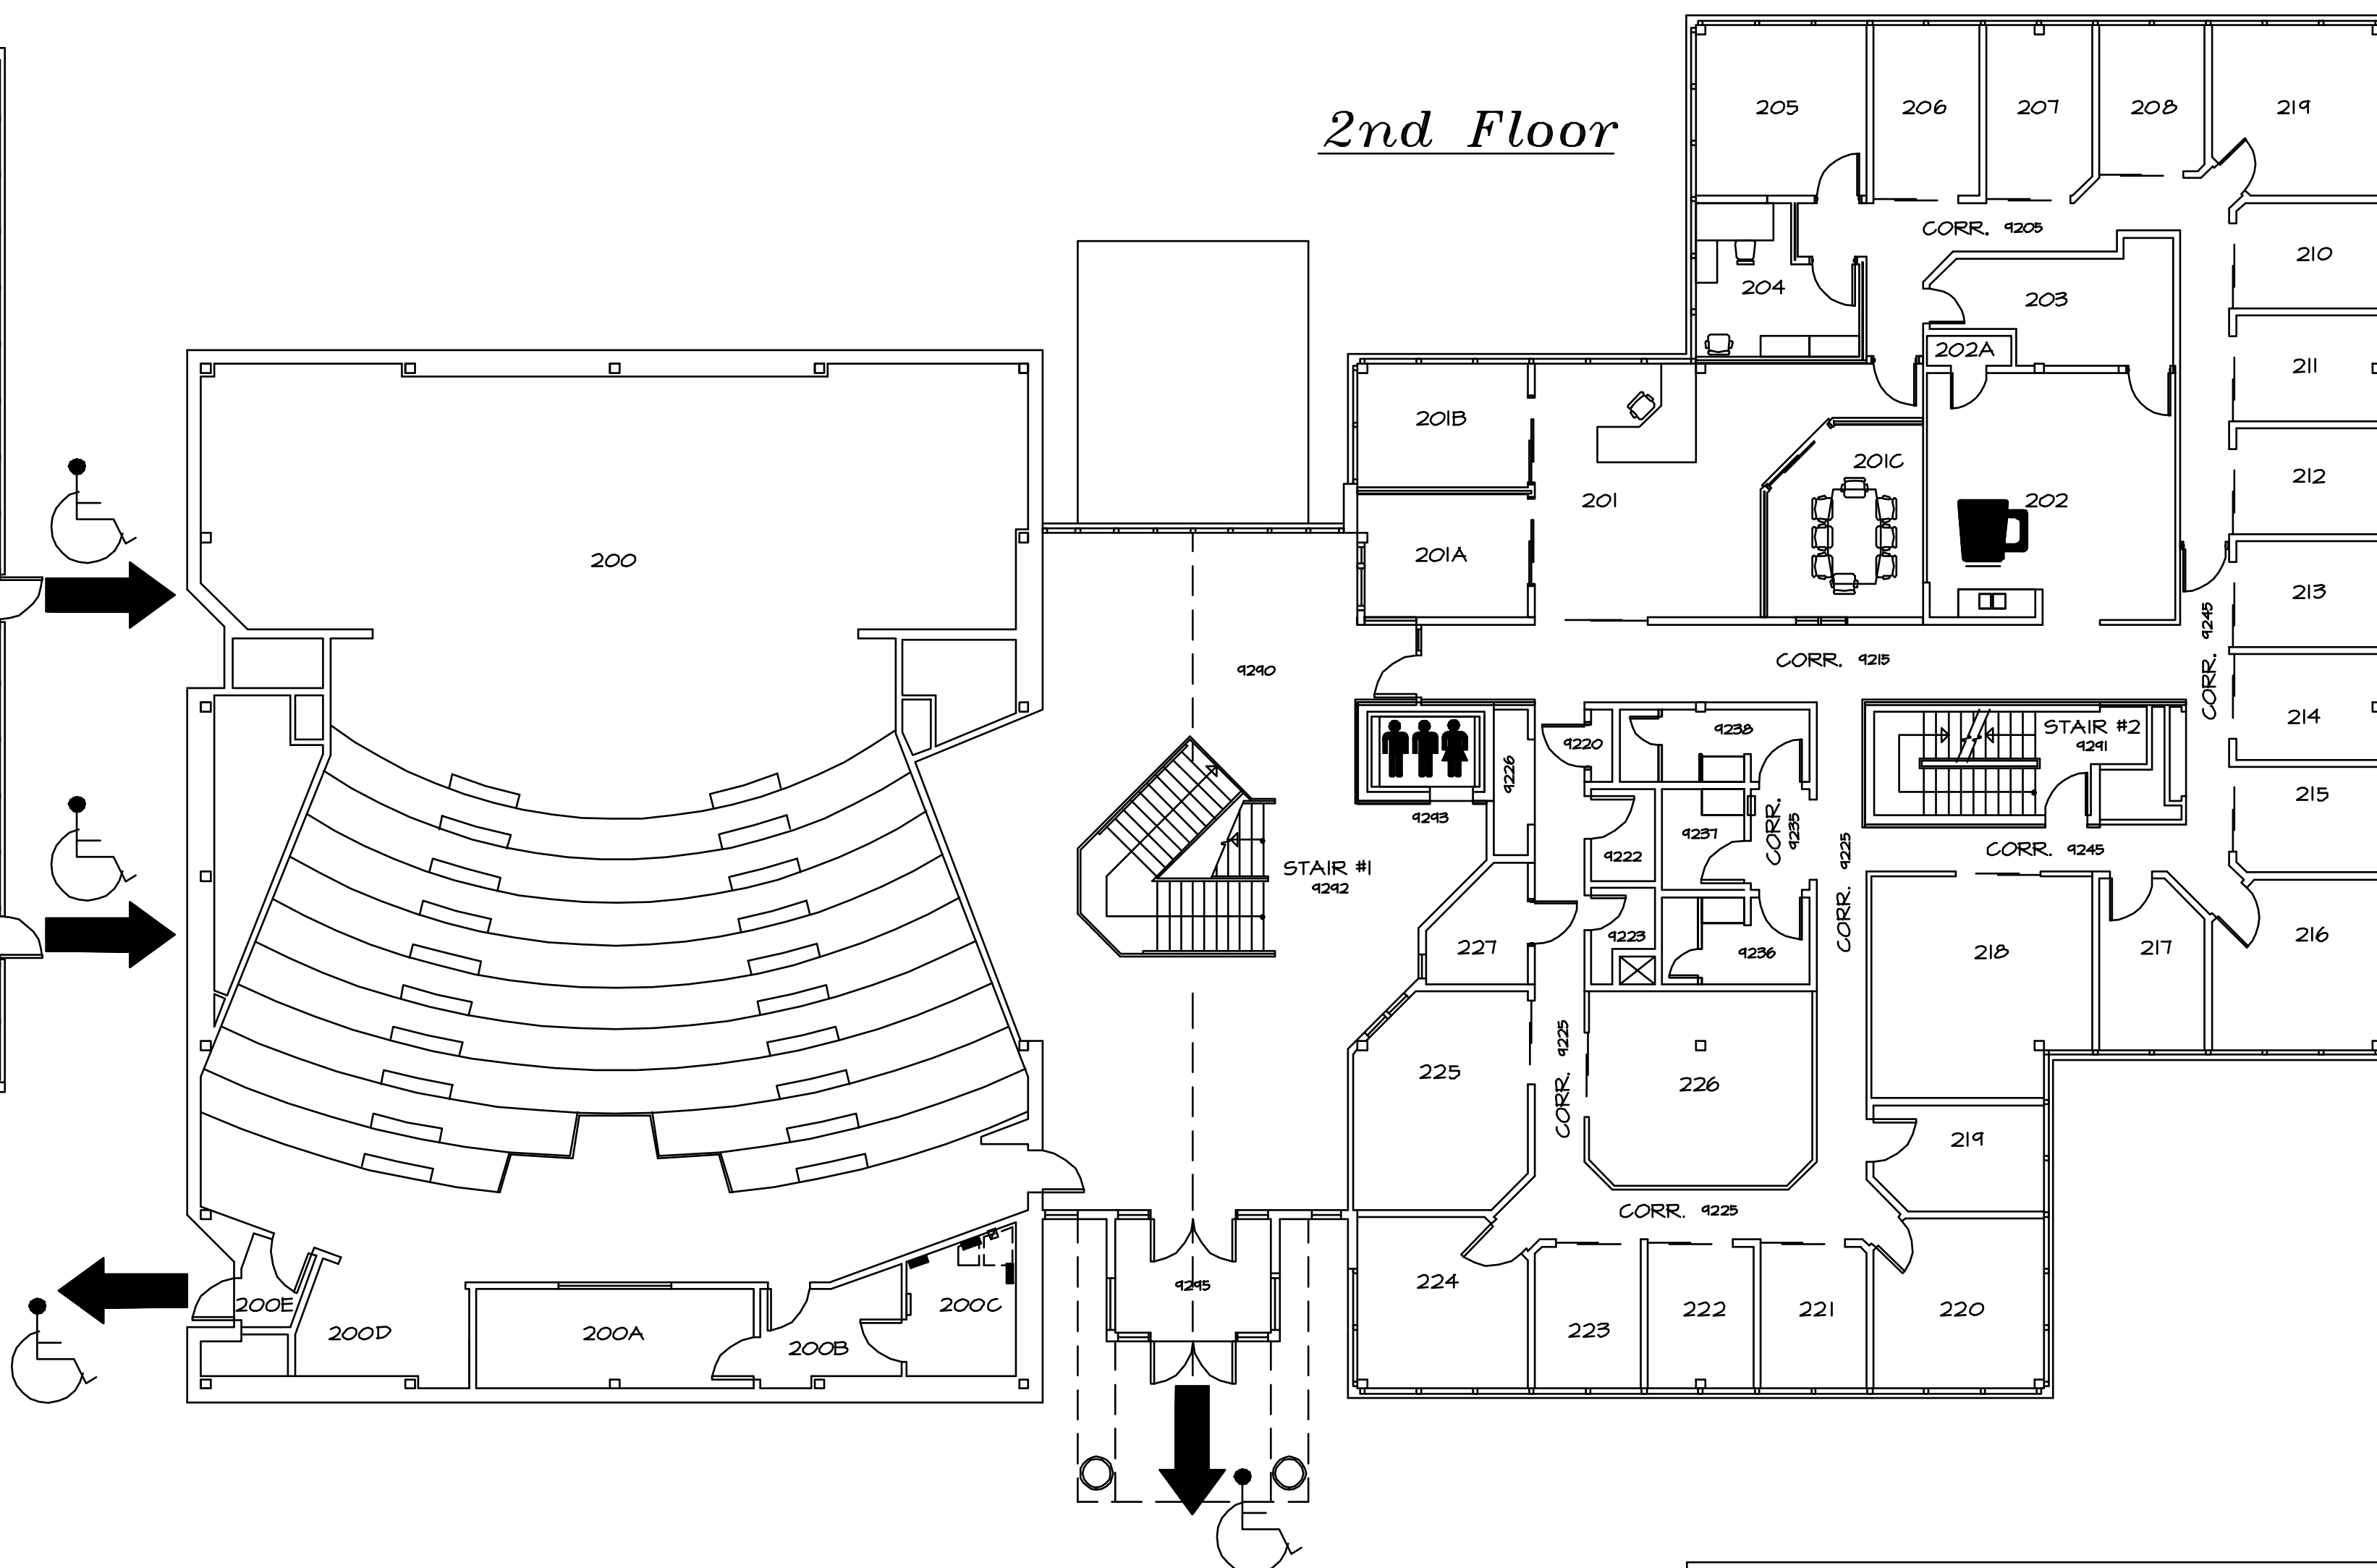 2nd Floor
205
206
207
208
219
CORR. 9205
210
204
203
202A
211
201B
201C
212
201
202
200
201A
213
CORR. 9245
9290
CORR. 9215
214
9238
STAIR #2
9291
9220
9226
215
9293
9237
CORR. 9235
CORR. 9225
CORR. 9245
9222
STAIR #1
9292
9223
227
9236
218
217
216
225
CORR. 9225
226
219
CORR. 9225
224
9295
200E
200C
200D
200A
200B
223
222
221
220